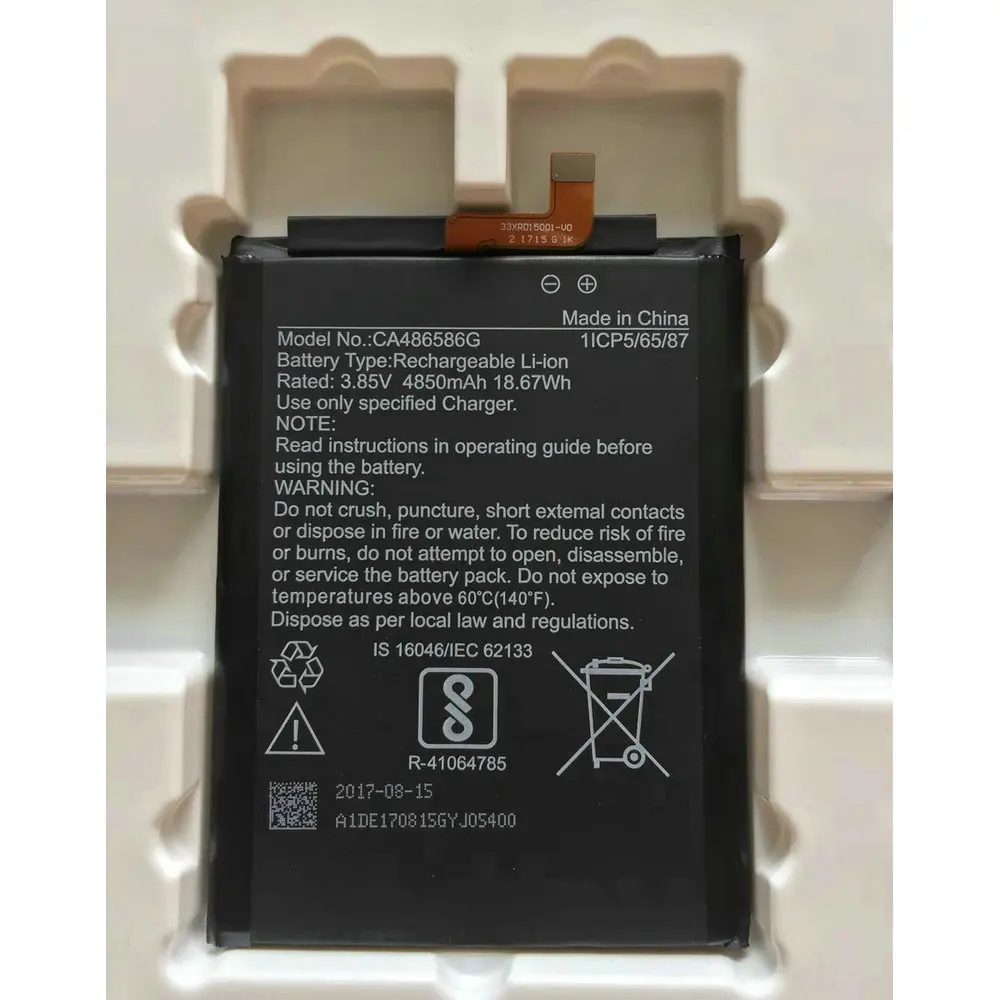 33XRD15001-V0
2 1715 G 1K
⊖ ⊕
Made in China
Model No.:CA486586G 1ICP5/65/87
Battery Type:Rechargeable Li-ion
Rated: 3.85V 4850mAh 18.67Wh
Use only specified Charger.
NOTE:
Read instructions in operating guide before
using the battery.
WARNING:
Do not crush, puncture, short external contacts
or dispose in fire or water. To reduce risk of fire
or burns, do not attempt to open, disassemble,
or service the battery pack. Do not expose to
temperatures above 60℃(140℉).
Dispose as per local law and regulations.
IS 16046/IEC 62133
R-41064785
2017-08-15
A1DE170815GYJ05400